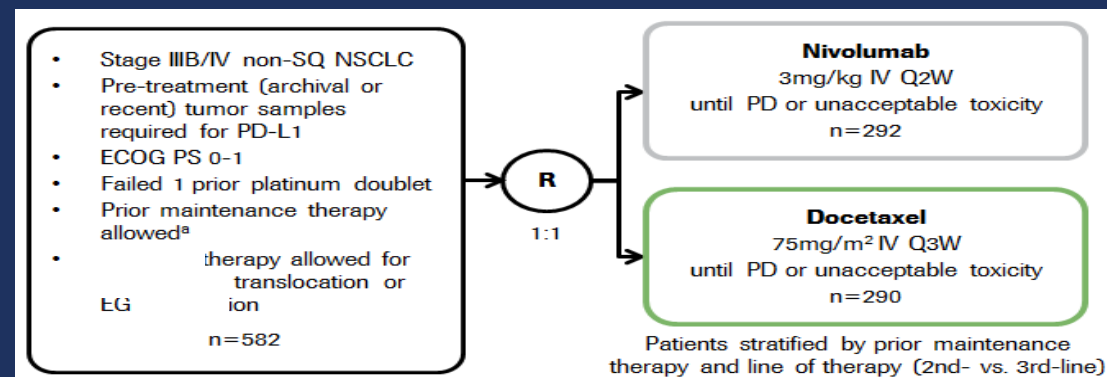 • Stage IIIB/IV non-SQ NSCLC
• Pre-treatment (archival or
recent) tumor samples
required for PD-L1
• ECOG PS 0-1
• Failed 1 prior platinum doublet
• Prior maintenance therapy
allowedᵃ
• therapy allowed for
translocation or
n=582
R
1:1
Nivolumab
3mg/kg IV Q2W
until PD or unacceptable toxicity
n=292
Docetaxel
75mg/m² IV Q3W
until PD or unacceptable toxicity
n=290
Patients stratified by prior maintenance
therapy and line of therapy (2nd- vs. 3rd-line)